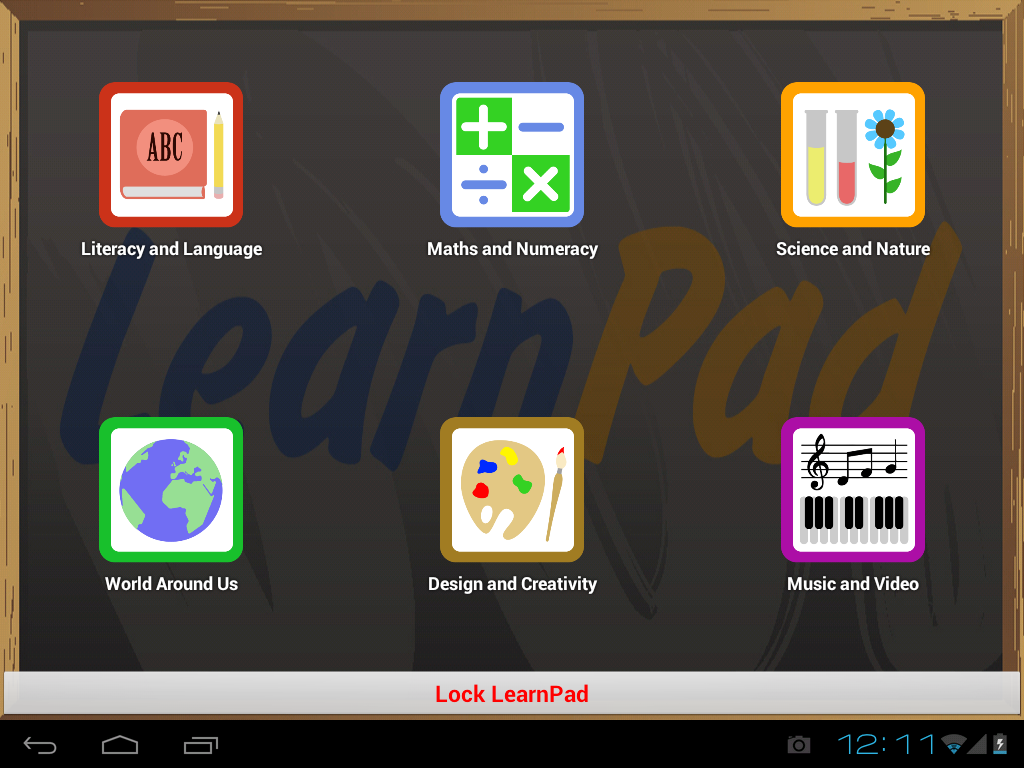 ABC
Literacy and Language
Maths and Numeracy
Science and Nature
LearnPad
World Around Us
Design and Creativity
Music and Video
Lock LearnPad
12:11